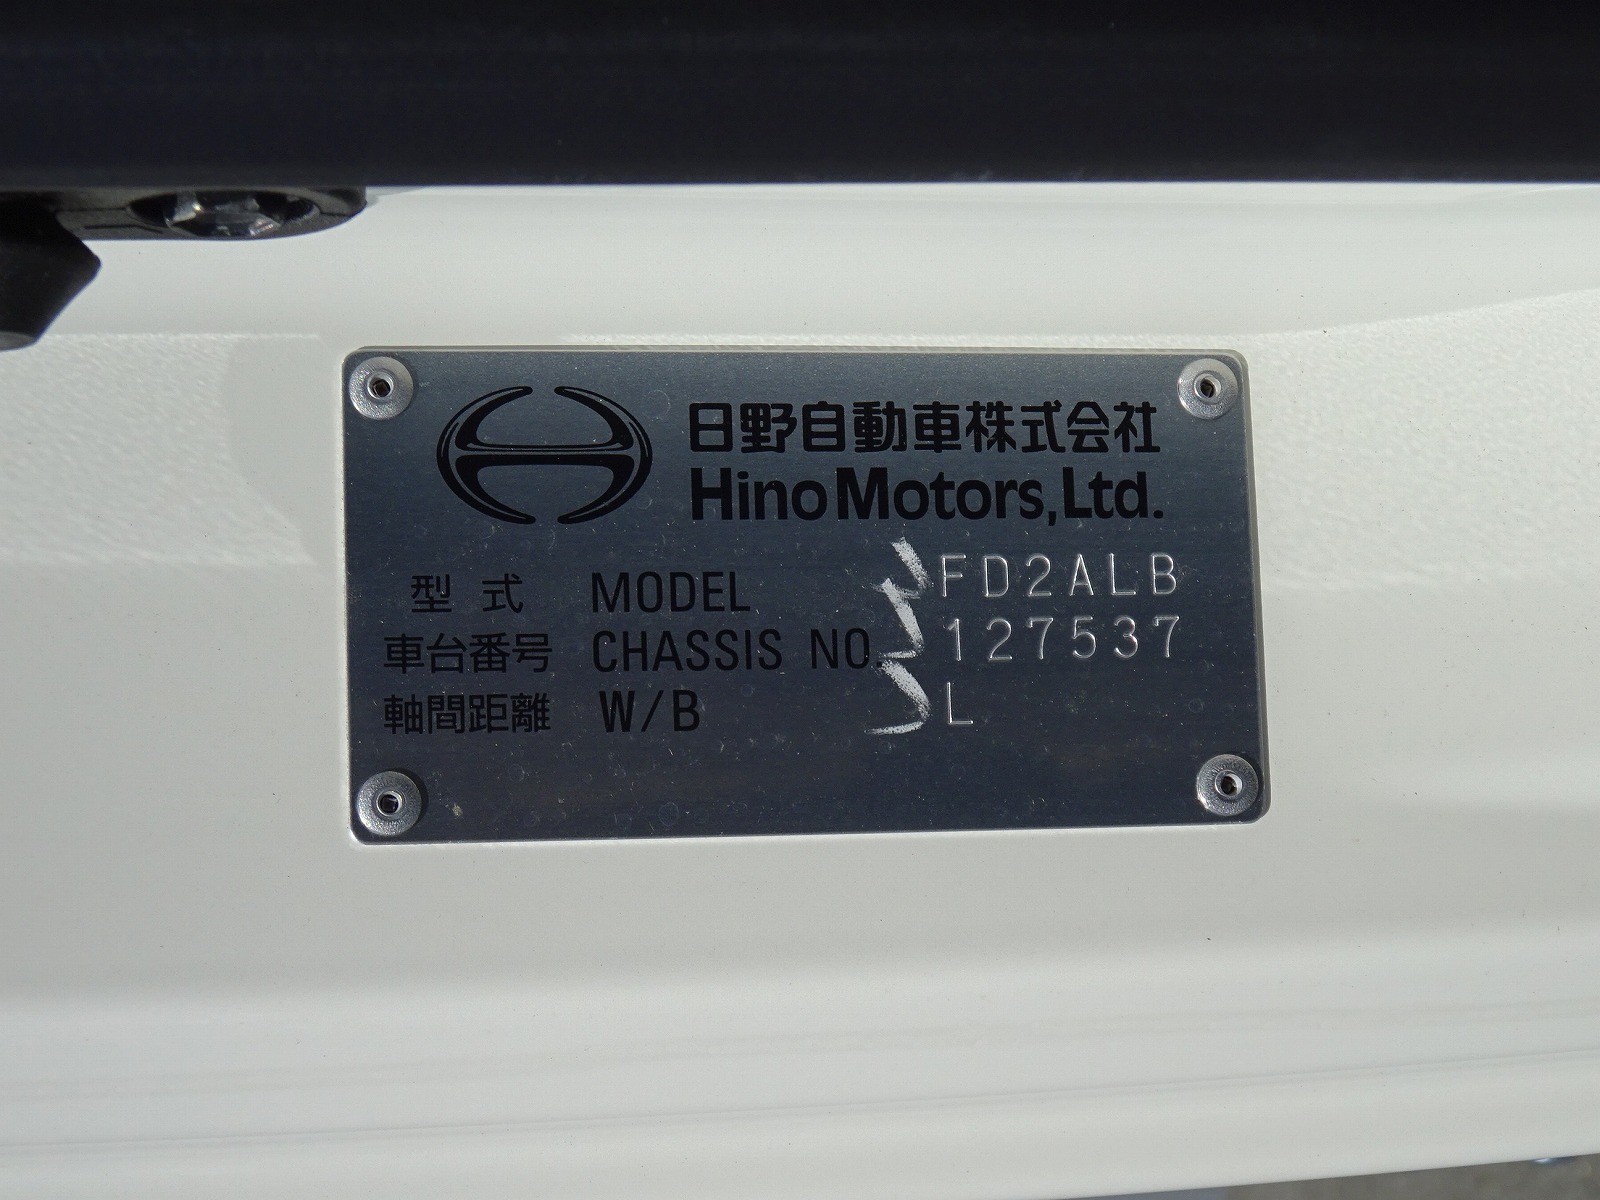 日野自動車株式会社
Hino Motors, Ltd.
型式 MODEL FD2ALB
車台番号 CHASSIS NO. 127537
軸間距離 W/B L